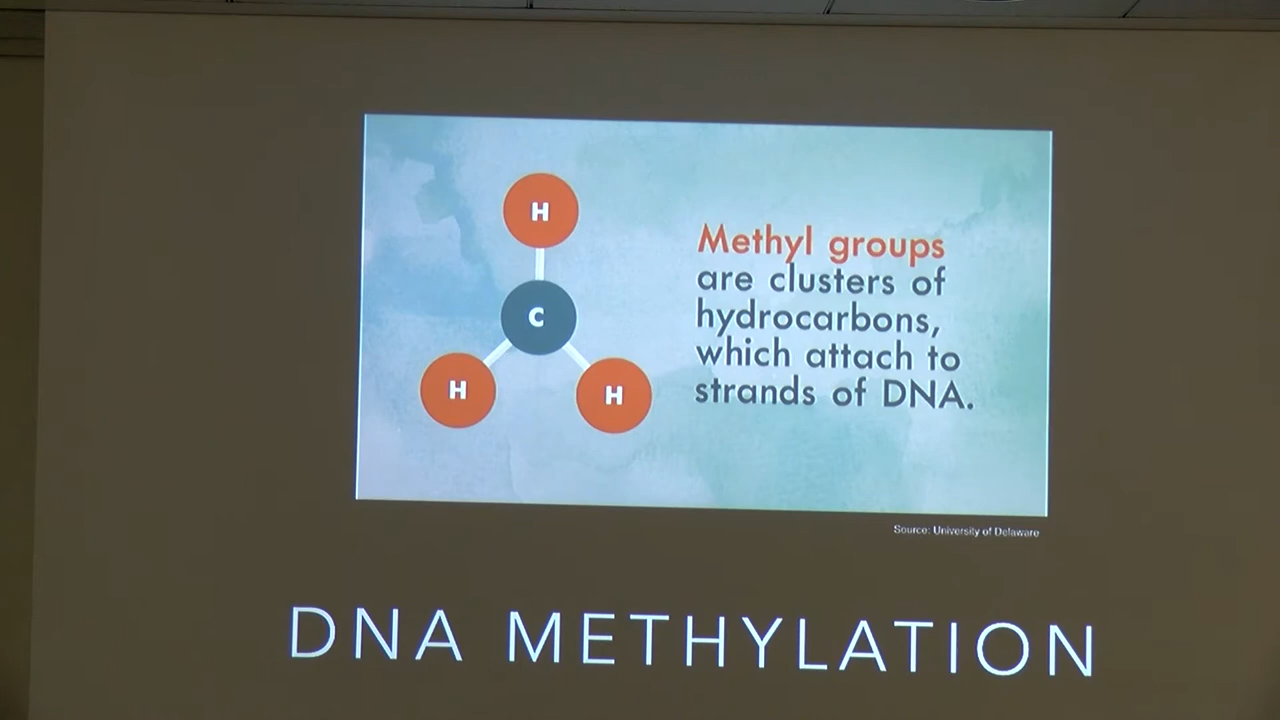 H
C
H
H
Methyl groups
are clusters of
hydrocarbons,
which attach to
strands of DNA.
Source: University of Delaware
DNA METHYLATION